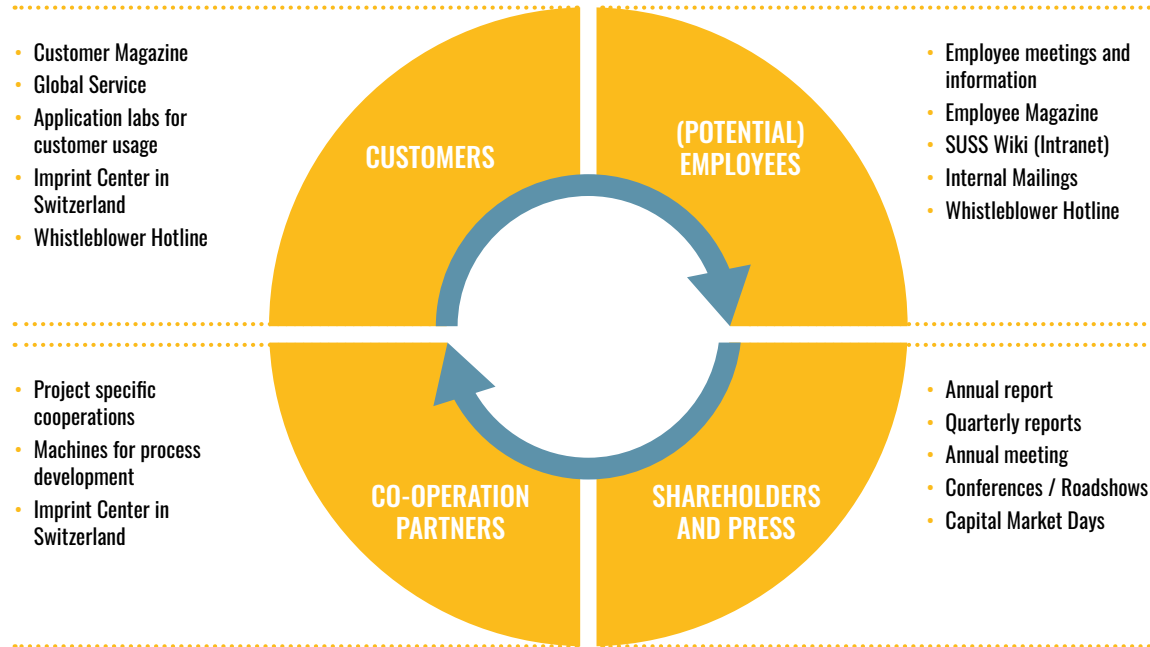 Customer Magazine
Global Service
Application labs for
customer usage
Imprint Center in
Switzerland
Whistleblower Hotline
CUSTOMERS
(POTENTIAL)
EMPLOYEES
Employee meetings and
information
Employee Magazine
SUSS Wiki (Intranet)
Internal Mailings
Whistleblower Hotline
Project specific
cooperations
Machines for process
development
Imprint Center in
Switzerland
CO-OPERATION
PARTNERS
SHAREHOLDERS
AND PRESS
Annual report
Quarterly reports
Annual meeting
Conferences / Roadshows
Capital Market Days